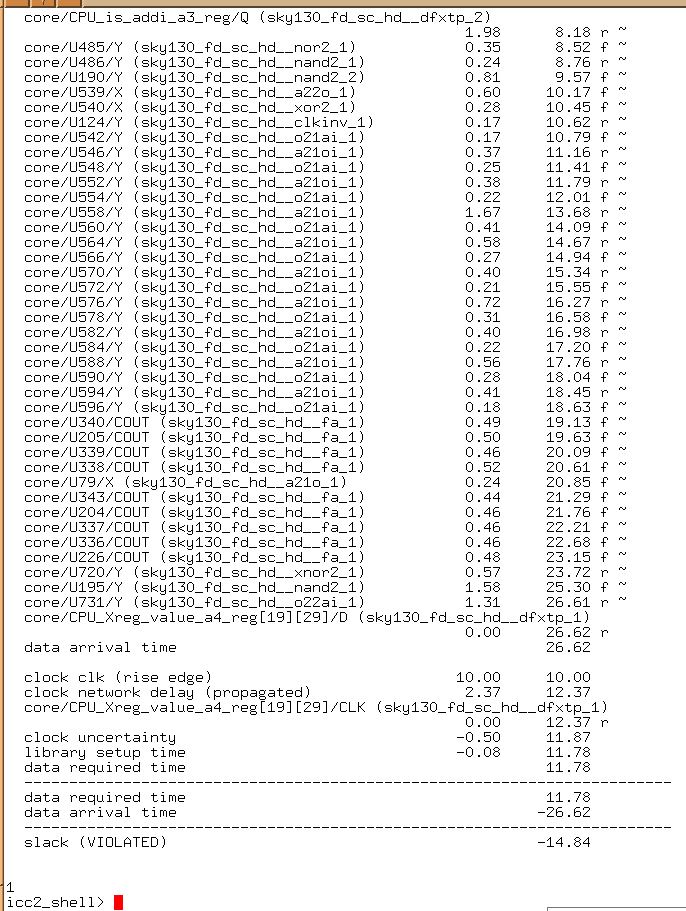 core/CPU_is_addi_a3_reg/Q (sky130_fd_sc_hd__dfxtp_2)
1.98 8.18 r ~
core/U485/Y (sky130_fd_sc_hd__nor2_1) 0.35 8.52 f ~
core/U486/Y (sky130_fd_sc_hd__nand2_1) 0.24 8.76 r ~
core/U190/Y (sky130_fd_sc_hd__nand2_2) 0.81 9.57 f ~
core/U539/X (sky130_fd_sc_hd__a22o_1) 0.60 10.17 f ~
core/U540/X (sky130_fd_sc_hd__xor2_1) 0.28 10.45 f ~
core/U124/Y (sky130_fd_sc_hd__clkinv_1) 0.17 10.62 r ~
core/U542/Y (sky130_fd_sc_hd__o21ai_1) 0.17 10.79 f ~
core/U546/Y (sky130_fd_sc_hd__a21oi_1) 0.37 11.16 r ~
core/U548/Y (sky130_fd_sc_hd__o21ai_1) 0.25 11.41 f ~
core/U552/Y (sky130_fd_sc_hd__a21oi_1) 0.38 11.79 r ~
core/U554/Y (sky130_fd_sc_hd__o21ai_1) 0.22 12.01 f ~
core/U558/Y (sky130_fd_sc_hd__a21oi_1) 1.67 13.68 r ~
core/U560/Y (sky130_fd_sc_hd__o21ai_1) 0.41 14.09 f ~
core/U564/Y (sky130_fd_sc_hd__a21oi_1) 0.58 14.67 r ~
core/U566/Y (sky130_fd_sc_hd__o21ai_1) 0.27 14.94 f ~
core/U570/Y (sky130_fd_sc_hd__a21oi_1) 0.40 15.34 r ~
core/U572/Y (sky130_fd_sc_hd__o21ai_1) 0.21 15.55 f ~
core/U576/Y (sky130_fd_sc_hd__a21oi_1) 0.72 16.27 r ~
core/U578/Y (sky130_fd_sc_hd__o21ai_1) 0.31 16.58 f ~
core/U582/Y (sky130_fd_sc_hd__a21oi_1) 0.40 16.98 r ~
core/U584/Y (sky130_fd_sc_hd__o21ai_1) 0.22 17.20 f ~
core/U588/Y (sky130_fd_sc_hd__a21oi_1) 0.56 17.76 r ~
core/U590/Y (sky130_fd_sc_hd__o21ai_1) 0.28 18.04 f ~
core/U594/Y (sky130_fd_sc_hd__a21oi_1) 0.41 18.45 r ~
core/U596/Y (sky130_fd_sc_hd__o21ai_1) 0.18 18.63 f ~
core/U340/COUT (sky130_fd_sc_hd__fa_1) 0.49 19.13 f ~
core/U205/COUT (sky130_fd_sc_hd__fa_1) 0.50 19.63 f ~
core/U339/COUT (sky130_fd_sc_hd__fa_1) 0.46 20.09 f ~
core/U338/COUT (sky130_fd_sc_hd__fa_1) 0.52 20.61 f ~
core/U79/X (sky130_fd_sc_hd__a21o_1) 0.24 20.85 f ~
core/U343/COUT (sky130_fd_sc_hd__fa_1) 0.44 21.29 f ~
core/U204/COUT (sky130_fd_sc_hd__fa_1) 0.46 21.76 f ~
core/U337/COUT (sky130_fd_sc_hd__fa_1) 0.46 22.21 f ~
core/U336/COUT (sky130_fd_sc_hd__fa_1) 0.46 22.68 f ~
core/U226/COUT (sky130_fd_sc_hd__fa_1) 0.48 23.15 f ~
core/U720/Y (sky130_fd_sc_hd__xnor2_1) 0.57 23.72 r ~
core/U195/Y (sky130_fd_sc_hd__nand2_1) 1.58 25.30 f ~
core/U731/Y (sky130_fd_sc_hd__o22ai_1) 1.31 26.61 r ~
core/CPU_Xreg_value_a4_reg[19][29]/D (sky130_fd_sc_hd__dfxtp_1)
0.00 26.62 r
data arrival time 26.62
clock clk (rise edge) 10.00 10.00
clock network delay (propagated) 2.37 12.37
core/CPU_Xreg_value_a4_reg[19][29]/CLK (sky130_fd_sc_hd__dfxtp_1)
0.00 12.37 r
clock uncertainty -0.50 11.87
library setup time -0.08 11.78
data required time 11.78
------------------------------------------------------------------------
data required time 11.78
data arrival time -26.62
------------------------------------------------------------------------
slack (VIOLATED) -14.84
1
icc2_shell>